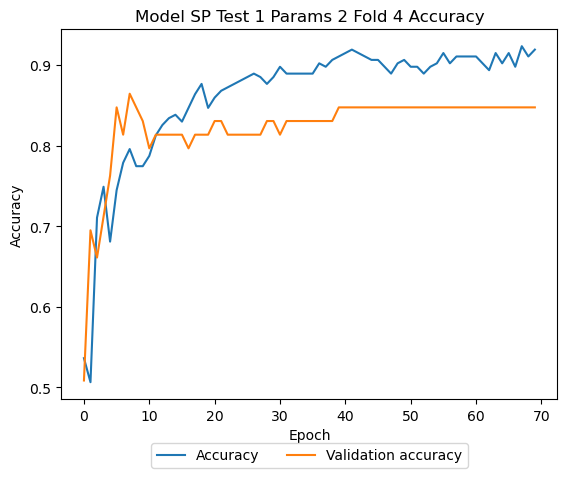 Model SP Test 1 Params 2 Fold 4 Accuracy
Accuracy
0.9
0.8
0.7
0.6
0.5
0 10 20 30 40 50 60 70
Epoch
Accuracy Validation accuracy